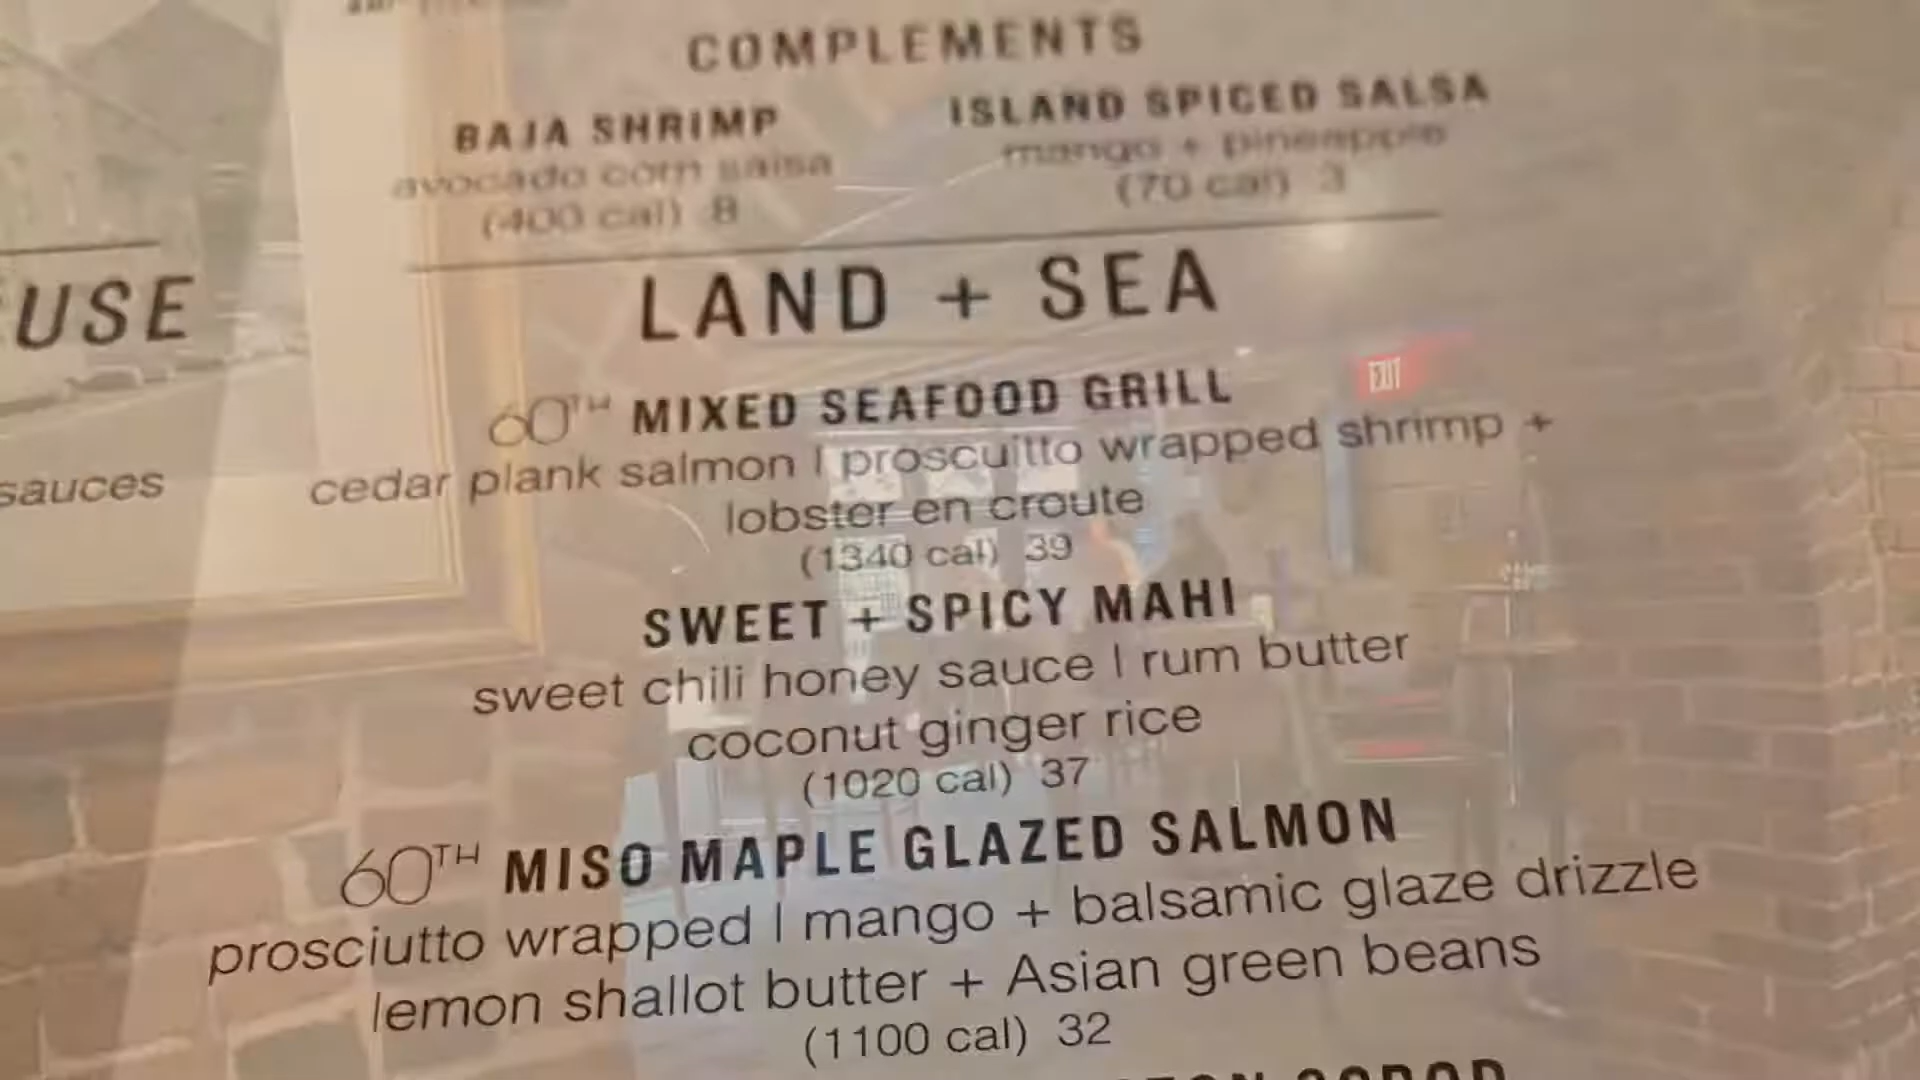 COMPLEMENTS
BAJA SHRIMP
avocado corn salsa
(400 cal) 8
ISLAND SPICED SALSA
mango + pineapple
(70 cal) 3
USE
sauces
LAND + SEA
60TH MIXED SEAFOOD GRILL
cedar plank salmon | proscuitto wrapped shrimp +
lobster en croute
(1340 cal) 39
EXIT
SWEET + SPICY MAHI
sweet chili honey sauce | rum butter
coconut ginger rice
(1020 cal) 37
60TH MISO MAPLE GLAZED SALMON
prosciutto wrapped | mango + balsamic glaze drizzle
lemon shallot butter + Asian green beans
(1100 cal) 32